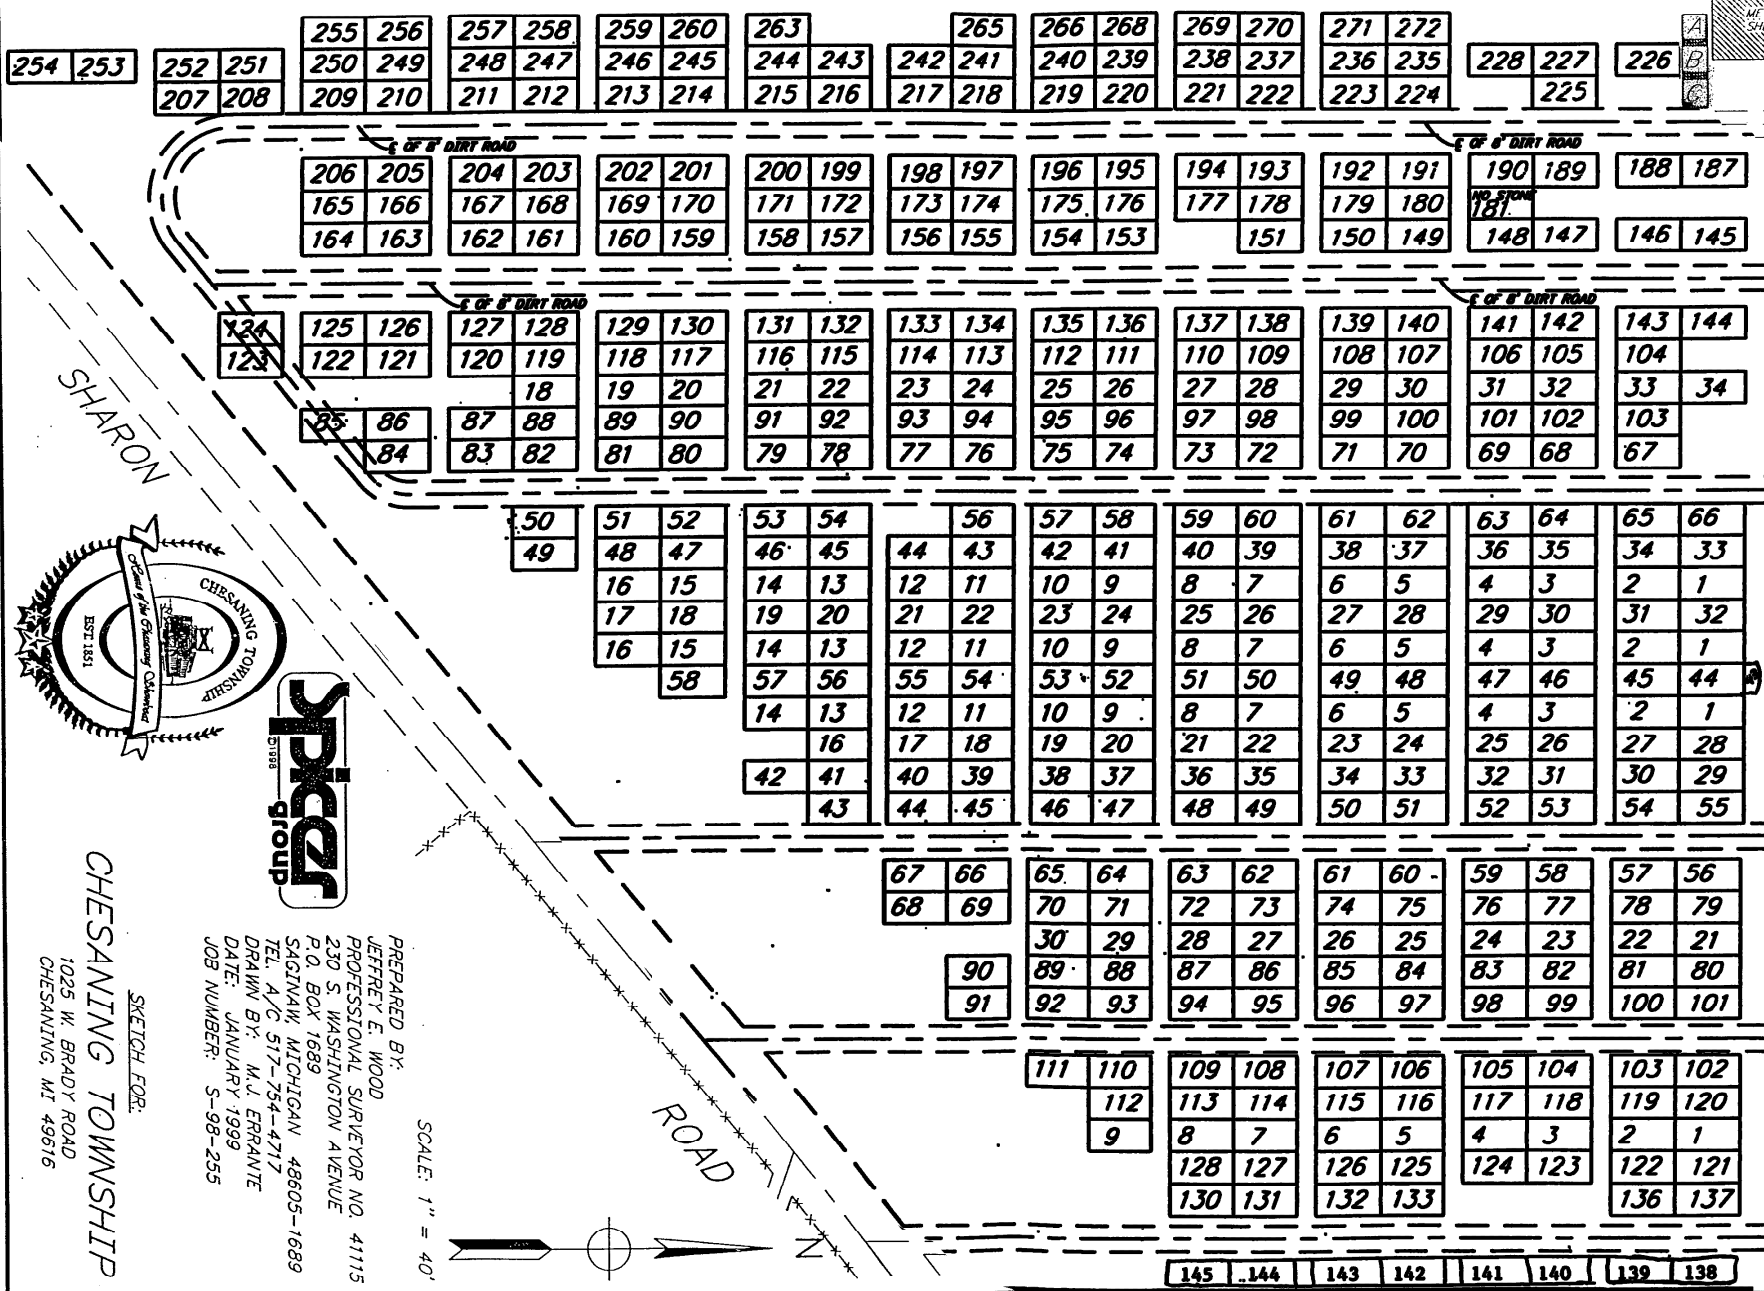 255 256 257 258 259 260 263 265 266 268 269 270 271 272 A
254 253 252 251 250 249 248 247 246 245 244 243 242 241 240 239 238 237 236 235 228 227 226 B
207 208 209 210 211 212 213 214 215 216 217 218 219 220 221 222 223 224 225 C
℄ OF 8' DIRT ROAD ℄ OF 8' DIRT ROAD
206 205 204 203 202 201 200 199 198 197 196 195 194 193 192 191 190 189 188 187
NO STONE
165 166 167 168 169 170 171 172 173 174 175 176 177 178 179 180 181
164 163 162 161 160 159 158 157 156 155 154 153 151 150 149 148 147 146 145
℄ OF 8' DIRT ROAD ℄ OF 8' DIRT ROAD
124 125 126 127 128 129 130 131 132 133 134 135 136 137 138 139 140 141 142 143 144
123 122 121 120 119 118 117 116 115 114 113 112 111 110 109 108 107 106 105 104
18 19 20 21 22 23 24 25 26 27 28 29 30 31 32 33 34
85 86 87 88 89 90 91 92 93 94 95 96 97 98 99 100 101 102 103
84 83 82 81 80 79 78 77 76 75 74 73 72 71 70 69 68 67
50 51 52 53 54 56 57 58 59 60 61 62 63 64 65 66
49 48 47 46 45 44 43 42 41 40 39 38 37 36 35 34 33
16 15 14 13 12 11 10 9 8 7 6 5 4 3 2 1
17 18 19 20 21 22 23 24 25 26 27 28 29 30 31 32
16 15 14 13 12 11 10 9 8 7 6 5 4 3 2 1
58 57 56 55 54 53 52 51 50 49 48 47 46 45 44
14 13 12 11 10 9 8 7 6 5 4 3 2 1
16 17 18 19 20 21 22 23 24 25 26 27 28
42 41 40 39 38 37 36 35 34 33 32 31 30 29
43 44 45 46 47 48 49 50 51 52 53 54 55
67 66 65 64 63 62 61 60 59 58 57 56
68 69 70 71 72 73 74 75 76 77 78 79
30 29 28 27 26 25 24 23 22 21
90 89 88 87 86 85 84 83 82 81 80
91 92 93 94 95 96 97 98 99 100 101
111 110 109 108 107 106 105 104 103 102
112 113 114 115 116 117 118 119 120
9 8 7 6 5 4 3 2 1
128 127 126 125 124 123 122 121
130 131 132 133 136 137
145 144 143 142 141 140 139 138
SHARON ROAD
N
CHESANING TOWNSHIP
Home of the Chesaning Showboat
EST 1851
spicer
group
©1998
SCALE: 1" = 40'
PREPARED BY:
JEFFREY E. WOOD
PROFESSIONAL SURVEYOR NO. 41115
230 S. WASHINGTON AVENUE
P.O. BOX 1689
SAGINAW, MICHIGAN 48605-1689
TEL. A/C 517-754-4717
DRAWN BY: M.J. ERRANTE
DATE: JANUARY 1999
JOB NUMBER: S-98-255
SKETCH FOR:
CHESANING TOWNSHIP
1025 W. BRADY ROAD
CHESANING, MI 49616